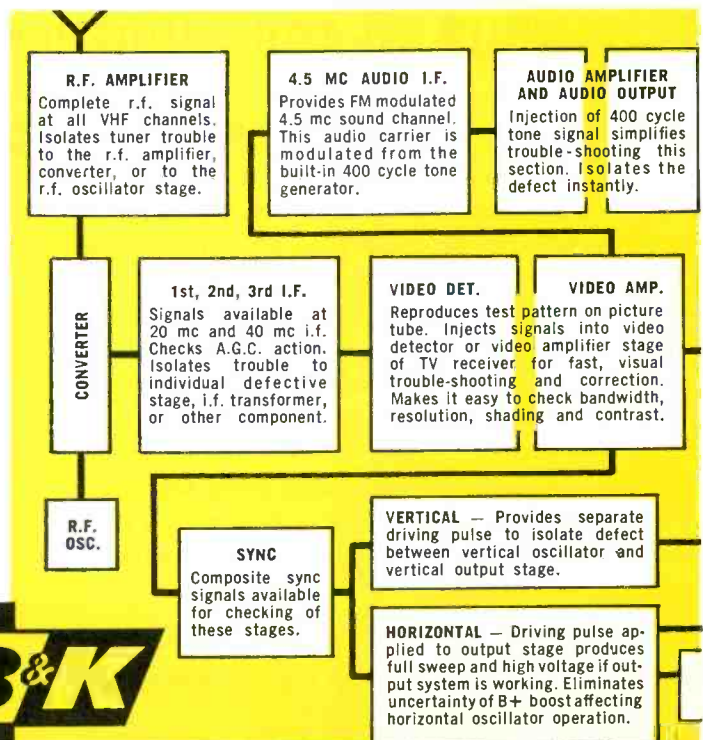 R.F. AMPLIFIER
Complete r.f. signal
at all VHF channels.
Isolates tuner trouble
to the r.f. amplifier,
converter, or to the
r.f. oscillator stage.
4.5 MC AUDIO I.F.
Provides FM modulated
4.5 mc sound channel.
This audio carrier is
modulated from the
built-in 400 cycle tone
generator.
AUDIO AMPLIFIER
AND AUDIO OUTPUT
Injection of 400 cycle
tone signal simplifies
trouble-shooting this
section. Isolates the
defect instantly.
CONVERTER
1st, 2nd, 3rd I.F.
Signals available at
20 mc and 40 mc i.f.
Checks A.G.C. action.
Isolates trouble to
individual defective
stage, i.f. transformer,
or other component.
VIDEO DET. VIDEO AMP.
Reproduces test pattern on picture
tube. Injects signals into video
detector or video amplifier stage
of TV receiver for fast, visual
trouble-shooting and correction.
Makes it easy to check bandwidth,
resolution, shading and contrast.
R.F.
OSC.
SYNC
Composite sync
signals available
for checking of
these stages.
VERTICAL — Provides separate
driving pulse to isolate defect
between vertical oscillator and
vertical output stage.
HORIZONTAL — Driving pulse ap-
plied to output stage produces
full sweep and high voltage if out-
put system is working. Eliminates
uncertainty of B+ boost affecting
horizontal oscillator operation.
B&K